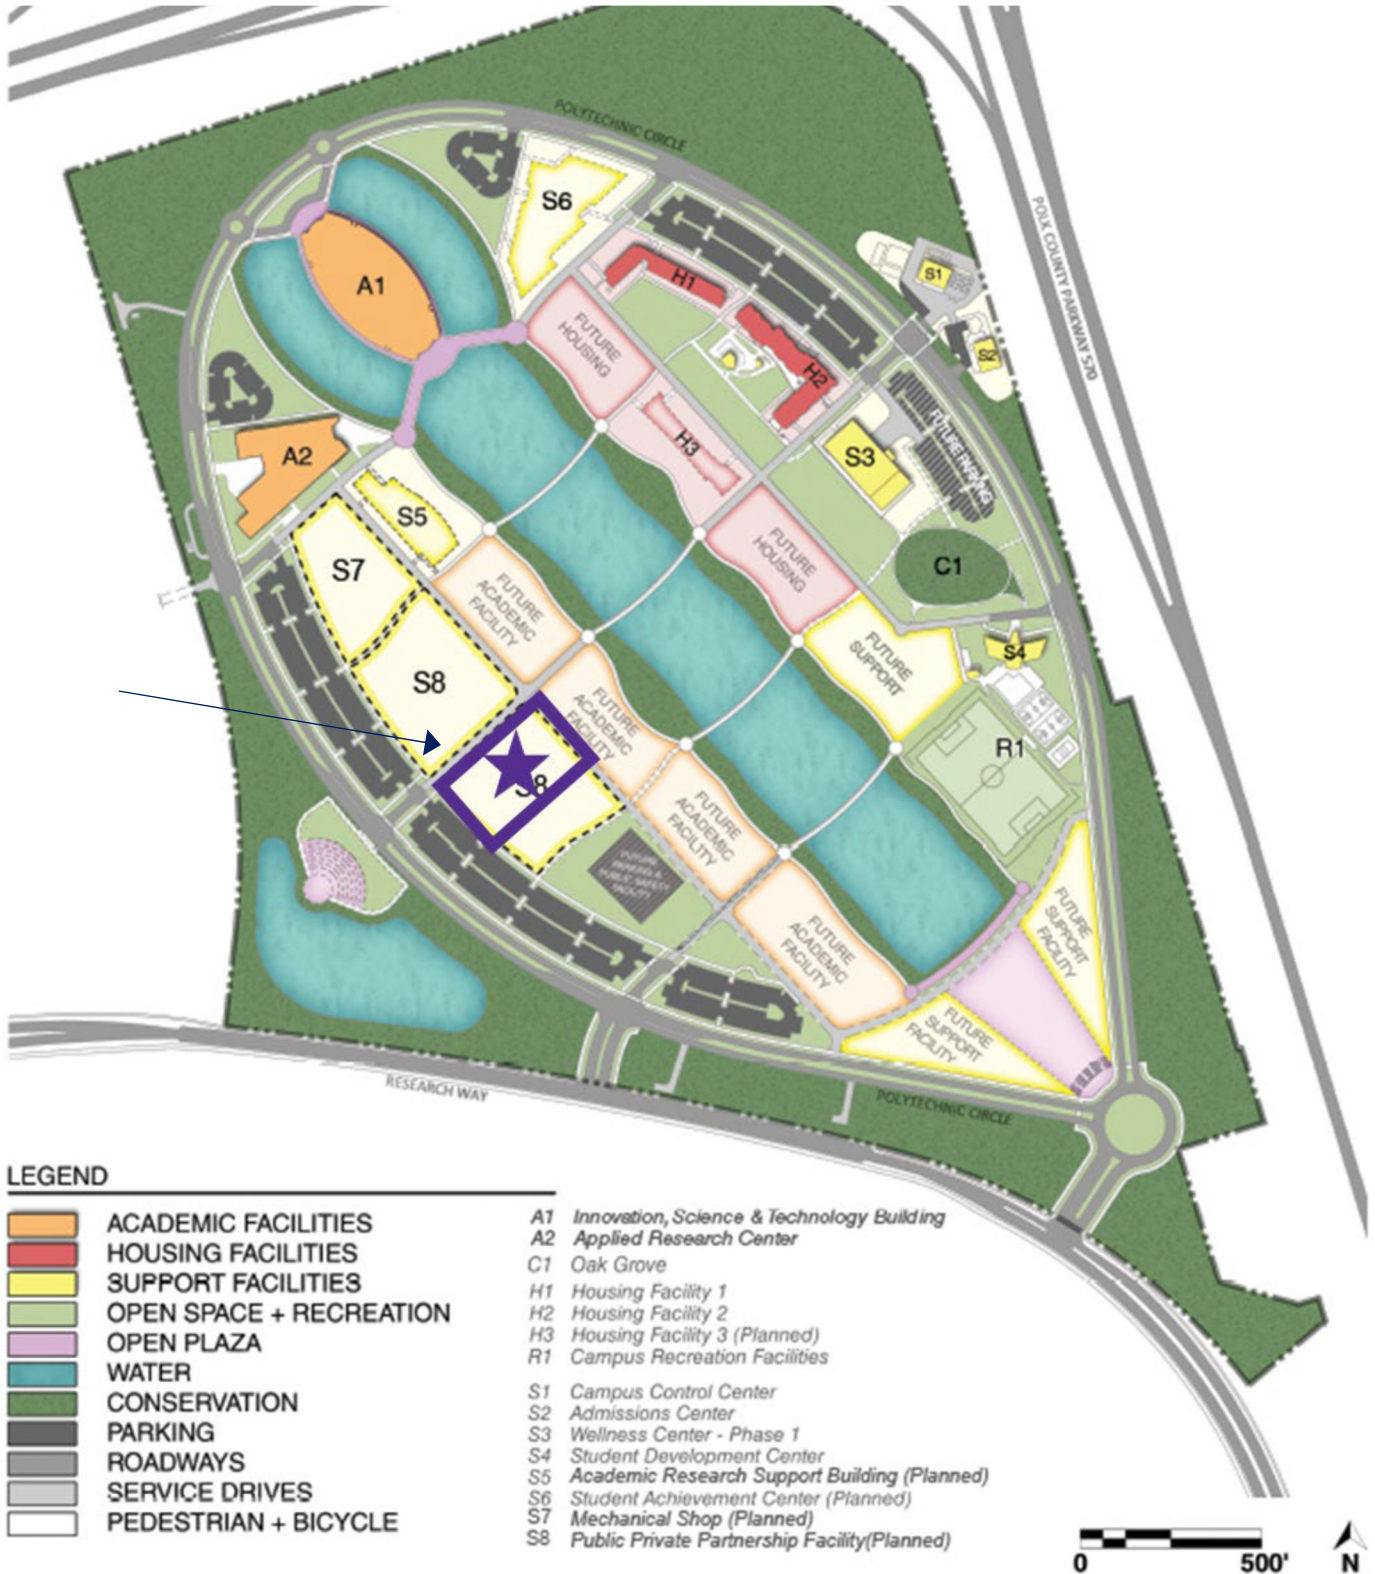 POLYTECHNIC CIRCLE
S6
POLK COUNTY PARKWAY 570
S1
A1
H1
S2
FUTURE
HOUSING
H2
FUTURE PARKING
H3
S3
A2
S5
FUTURE
HOUSING
C1
S7
FUTURE
ACADEMIC
FACILITY
FUTURE
SUPPORT
S4
S8
FUTURE
ACADEMIC
FACILITY
R1
S8
FUTURE
ACADEMIC
FACILITY
FUTURE
PARKING &
PUBLIC SAFETY
FACILITY
FUTURE
ACADEMIC
FACILITY
FUTURE
SUPPORT
FACILITY
FUTURE
SUPPORT
FACILITY
RESEARCH WAY
POLYTECHNIC CIRCLE
LEGEND
ACADEMIC FACILITIES
HOUSING FACILITIES
SUPPORT FACILITIES
OPEN SPACE + RECREATION
OPEN PLAZA
WATER
CONSERVATION
PARKING
ROADWAYS
SERVICE DRIVES
PEDESTRIAN + BICYCLE
A1 Innovation, Science & Technology Building
A2 Applied Research Center
C1 Oak Grove
H1 Housing Facility 1
H2 Housing Facility 2
H3 Housing Facility 3 (Planned)
R1 Campus Recreation Facilities
S1 Campus Control Center
S2 Admissions Center
S3 Wellness Center - Phase 1
S4 Student Development Center
S5 Academic Research Support Building (Planned)
S6 Student Achievement Center (Planned)
S7 Mechanical Shop (Planned)
S8 Public Private Partnership Facility(Planned)
0 500'
N